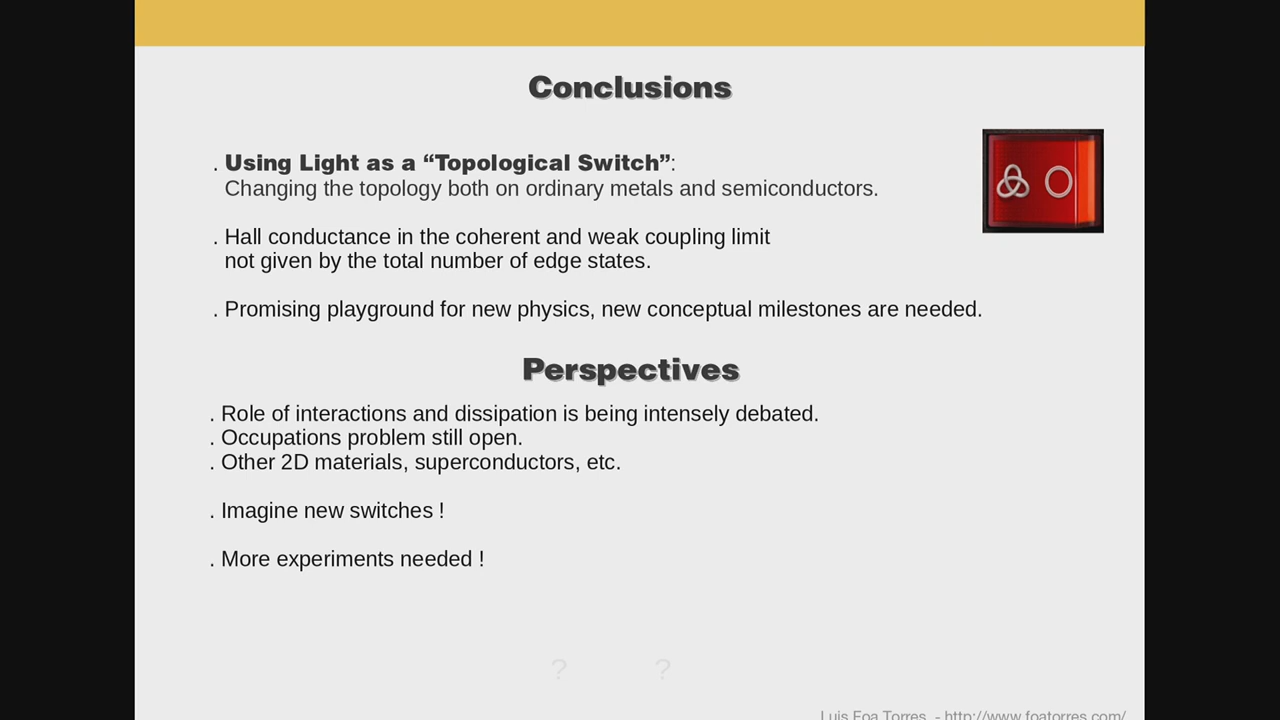 Conclusions
. Using Light as a “Topological Switch”:
Changing the topology both on ordinary metals and semiconductors.
. Hall conductance in the coherent and weak coupling limit
not given by the total number of edge states.
. Promising playground for new physics, new conceptual milestones are needed.
Perspectives
. Role of interactions and dissipation is being intensely debated.
. Occupations problem still open.
. Other 2D materials, superconductors, etc.
. Imagine new switches !
. More experiments needed !
? ?
Luis Foa Torres - http://www.foatorres.com/